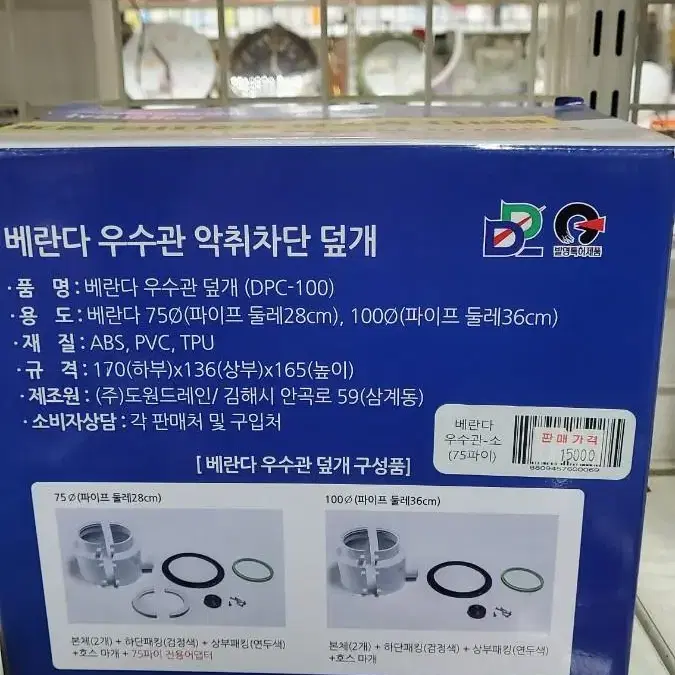 베란다 우수관 악취차단 덮개
발명특허제품
·품 명 : 베란다 우수관 덮개 (DPC-100)
·용 도 : 베란다 75Ø(파이프 둘레28cm), 100Ø(파이프 둘레36cm)
·재 질 : ABS, PVC, TPU
·규 격 : 170(하부)x136(상부)x165(높이)
·제조원 : (주)도원드레인/ 김해시 안곡로 59(삼계동)
·소비자상담 : 각 판매처 및 구입처
베란다
우수관-소
(75파이)
판매가격
15000
8809457600069
[ 베란다 우수관 덮개 구성품]
75Ø(파이프 둘레28cm)
본체(2개) + 하단패킹(검정색) + 상부패킹(연두색)
+호스 마개 + 75파이 전용어댑터
100Ø(파이프 둘레36cm)
본체(2개) + 하단패킹(검정색) + 상부패킹(연두색)
+호스 마개